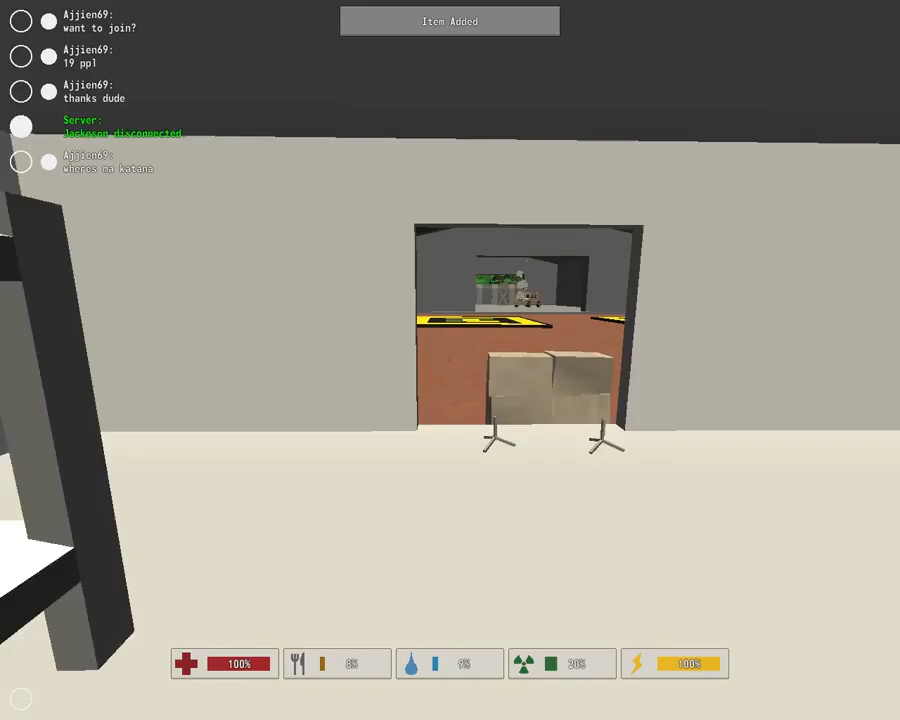 Ajjien69:
want to join?
Item Added
Ajjien69:
19 ppl
Ajjien69:
thanks dude
Server:
Jackoson disconnected.
Ajjien69:
wheres ma katana
100%
8%
9%
20%
100%